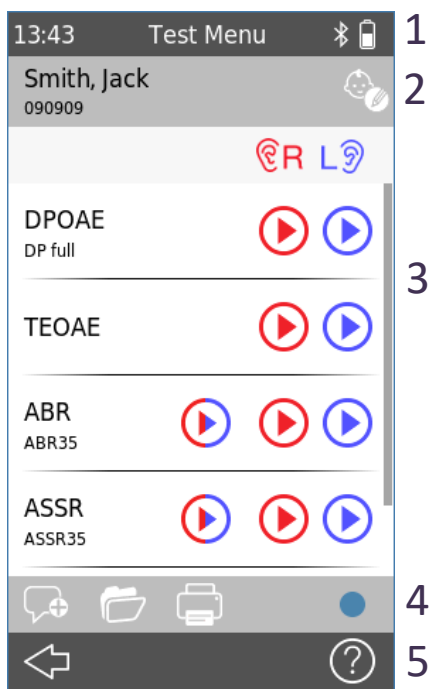 13:43 Test Menu
1
Smith, Jack
090909
2
R L
DPOAE
DP full
3
TEOAE
ABR
ABR35
ASSR
ASSR35
4
?
5